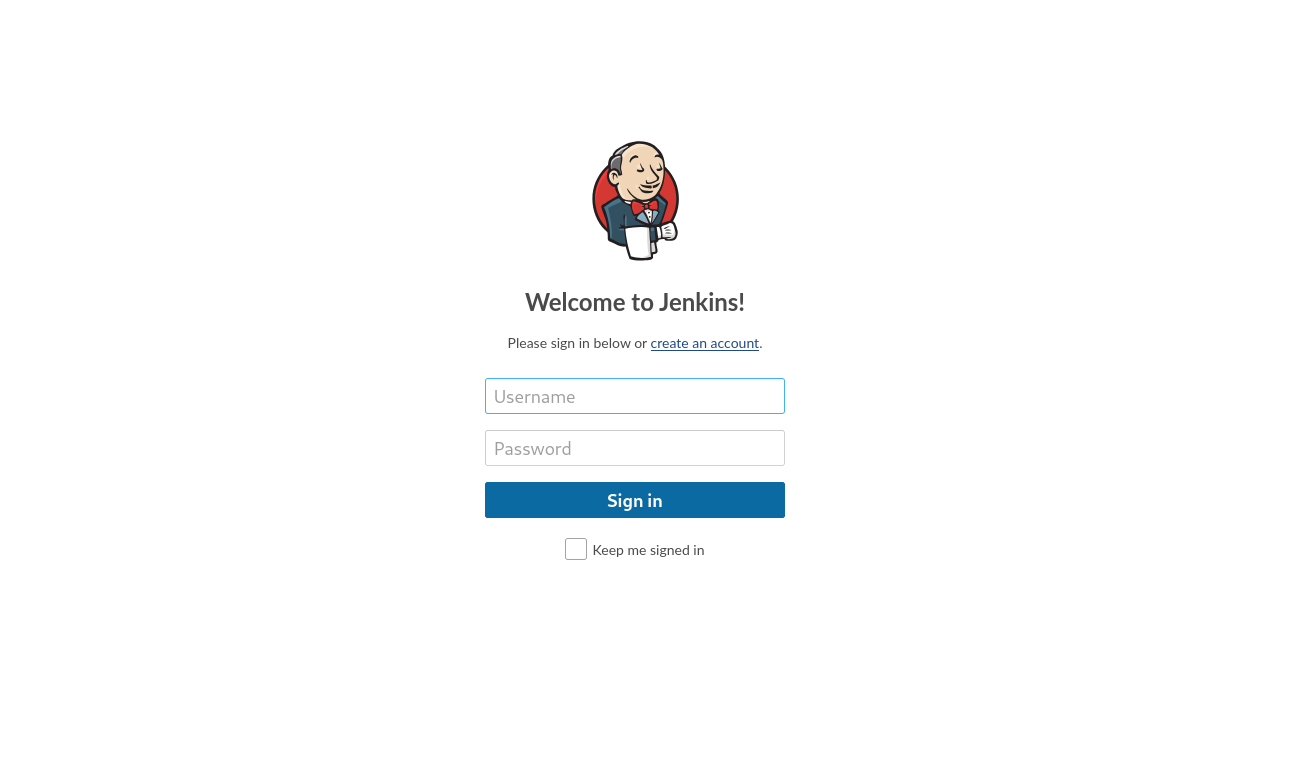 Welcome to Jenkins!
Please sign in below or create an account.
Username
Password
Sign in
Keep me signed in